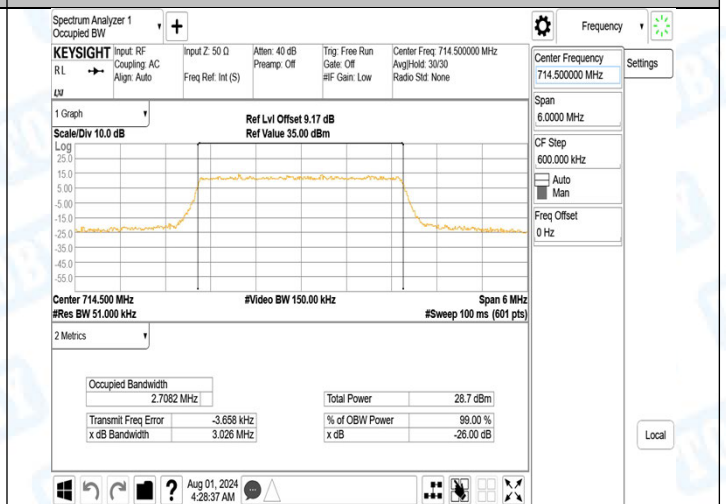 Spectrum Analyzer 1
Occupied BW
+
Frequency
KEYSIGHT
RL
LXI
Input: RF
Coupling: AC
Align: Auto
Input Z: 50 Ω
Freq Ref: Int (S)
Atten: 40 dB
Preamp: Off
Trig: Free Run
Gate: Off
#IF Gain: Low
Center Freq: 714.500000 MHz
Avg|Hold: 30/30
Radio Std: None
Center Frequency
714.500000 MHz
Settings
Span
6.0000 MHz
CF Step
600.000 kHz
Auto
Man
Freq Offset
0 Hz
1 Graph
Scale/Div 10.0 dB
Ref Lvl Offset 9.17 dB
Ref Value 35.00 dBm
Log
25.0
15.0
5.00
-5.00
-15.0
-25.0
-35.0
-45.0
-55.0
Center 714.500 MHz
#Video BW 150.00 kHz
Span 6 MHz
#Res BW 51.000 kHz
#Sweep 100 ms (601 pts)
2 Metrics
Occupied Bandwidth
2.7082 MHz
Total Power 28.7 dBm
Transmit Freq Error -3.658 kHz
% of OBW Power 99.00 %
x dB Bandwidth 3.026 MHz
x dB -26.00 dB
Local
?
Aug 01, 2024
4:28:37 AM